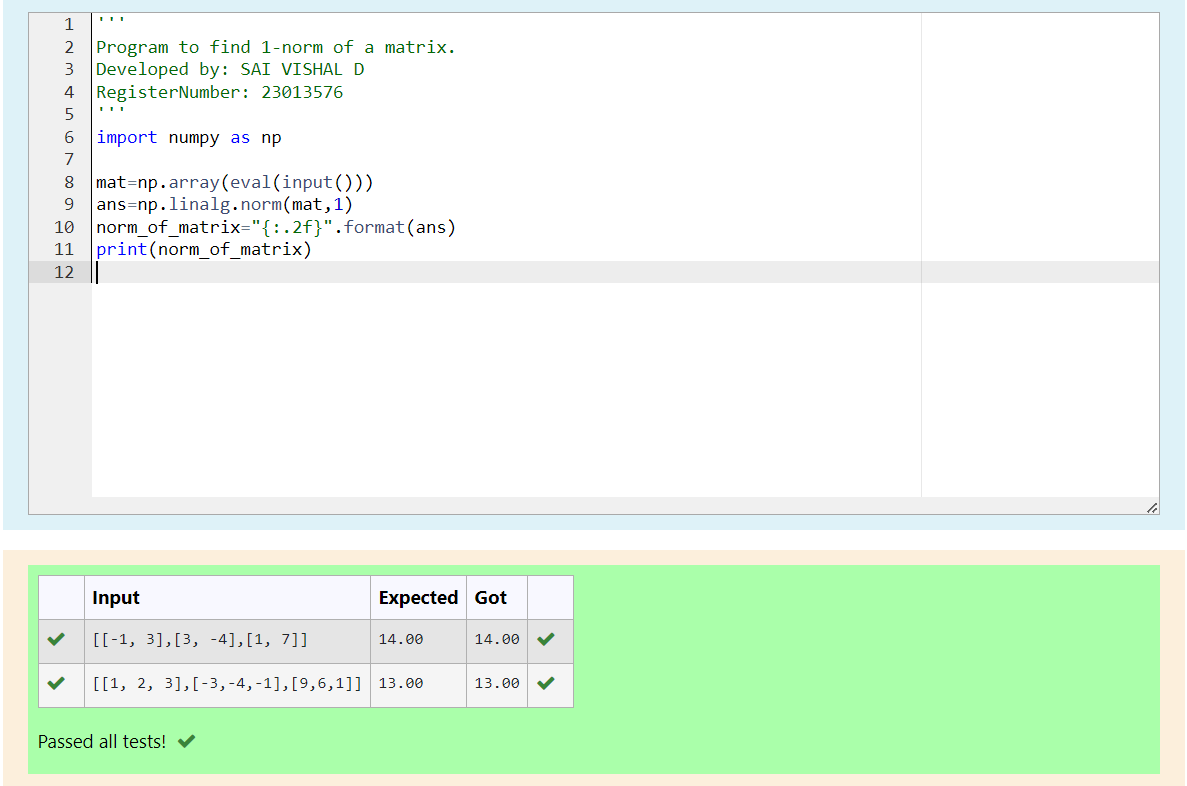 1 '''
2 Program to find 1-norm of a matrix.
3 Developed by: SAI VISHAL D
4 RegisterNumber: 23013576
5 '''
6 import numpy as np
7
8 mat=np.array(eval(input()))
9 ans=np.linalg.norm(mat,1)
10 norm_of_matrix="{:.2f}".format(ans)
11 print(norm_of_matrix)
12
Input Expected Got
[[-1, 3],[3, -4],[1, 7]] 14.00 14.00
[[1, 2, 3],[-3,-4,-1],[9,6,1]] 13.00 13.00
Passed all tests!